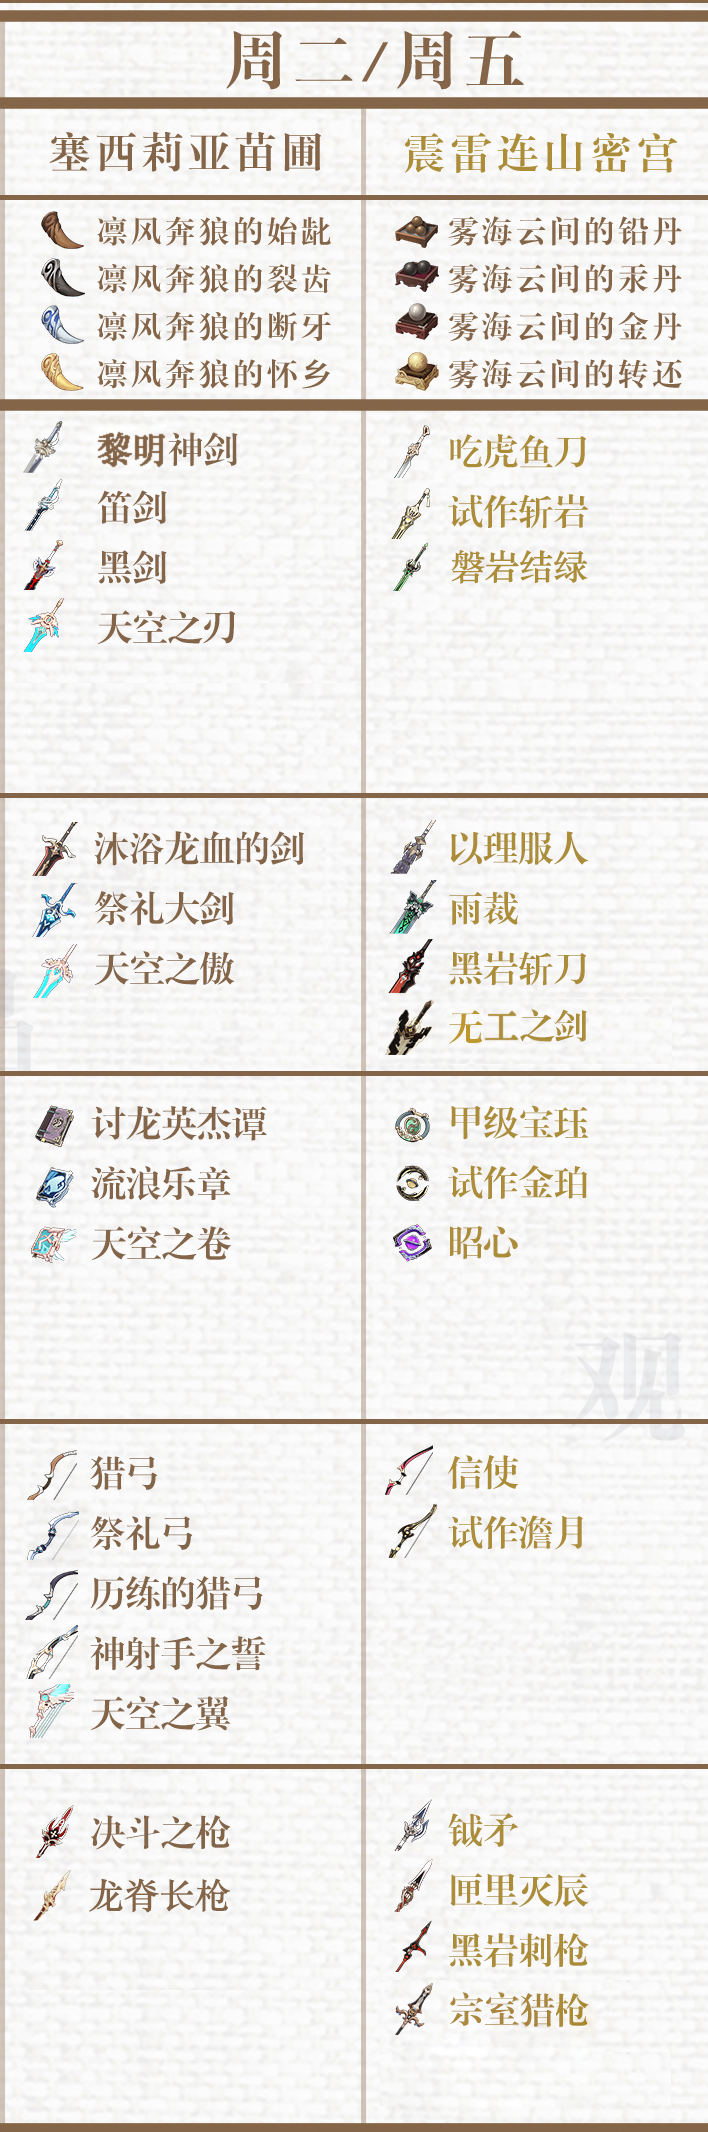 周二/周五
塞西莉亚苗圃
震雷连山密宫
凛风奔狼的始龀
凛风奔狼的裂齿
凛风奔狼的断牙
凛风奔狼的怀乡
雾海云间的铅丹
雾海云间的汞丹
雾海云间的金丹
雾海云间的转还
黎明神剑
笛剑
黑剑
天空之刃
吃虎鱼刀
试作斩岩
磐岩结绿
沐浴龙血的剑
祭礼大剑
天空之傲
以理服人
雨裁
黑岩斩刀
无工之剑
讨龙英杰谭
流浪乐章
天空之卷
甲级宝珏
试作金珀
昭心
观
猎弓
祭礼弓
历练的猎弓
神射手之誓
天空之翼
信使
试作澹月
决斗之枪
龙脊长枪
钺矛
匣里灭辰
黑岩刺枪
宗室猎枪